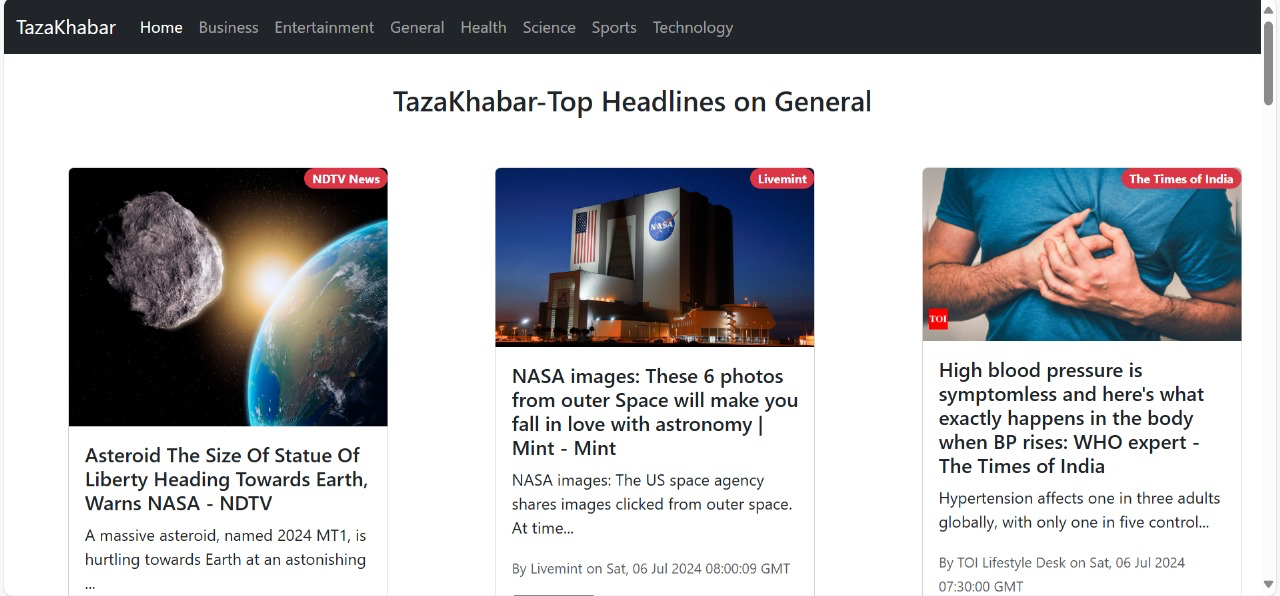 TazaKhabar Home Business Entertainment General Health Science Sports Technology
TazaKhabar-Top Headlines on General
NDTV News
Asteroid The Size Of Statue Of
Liberty Heading Towards Earth,
Warns NASA - NDTV
A massive asteroid, named 2024 MT1, is
hurtling towards Earth at an astonishing
...
Livemint
NASA
NASA images: These 6 photos
from outer Space will make you
fall in love with astronomy |
Mint - Mint
NASA images: The US space agency
shares images clicked from outer space.
At time...
By Livemint on Sat, 06 Jul 2024 08:00:09 GMT
The Times of India
TOI
High blood pressure is
symptomless and here's what
exactly happens in the body
when BP rises: WHO expert -
The Times of India
Hypertension affects one in three adults
globally, with only one in five control...
By TOI Lifestyle Desk on Sat, 06 Jul 2024
07:30:00 GMT